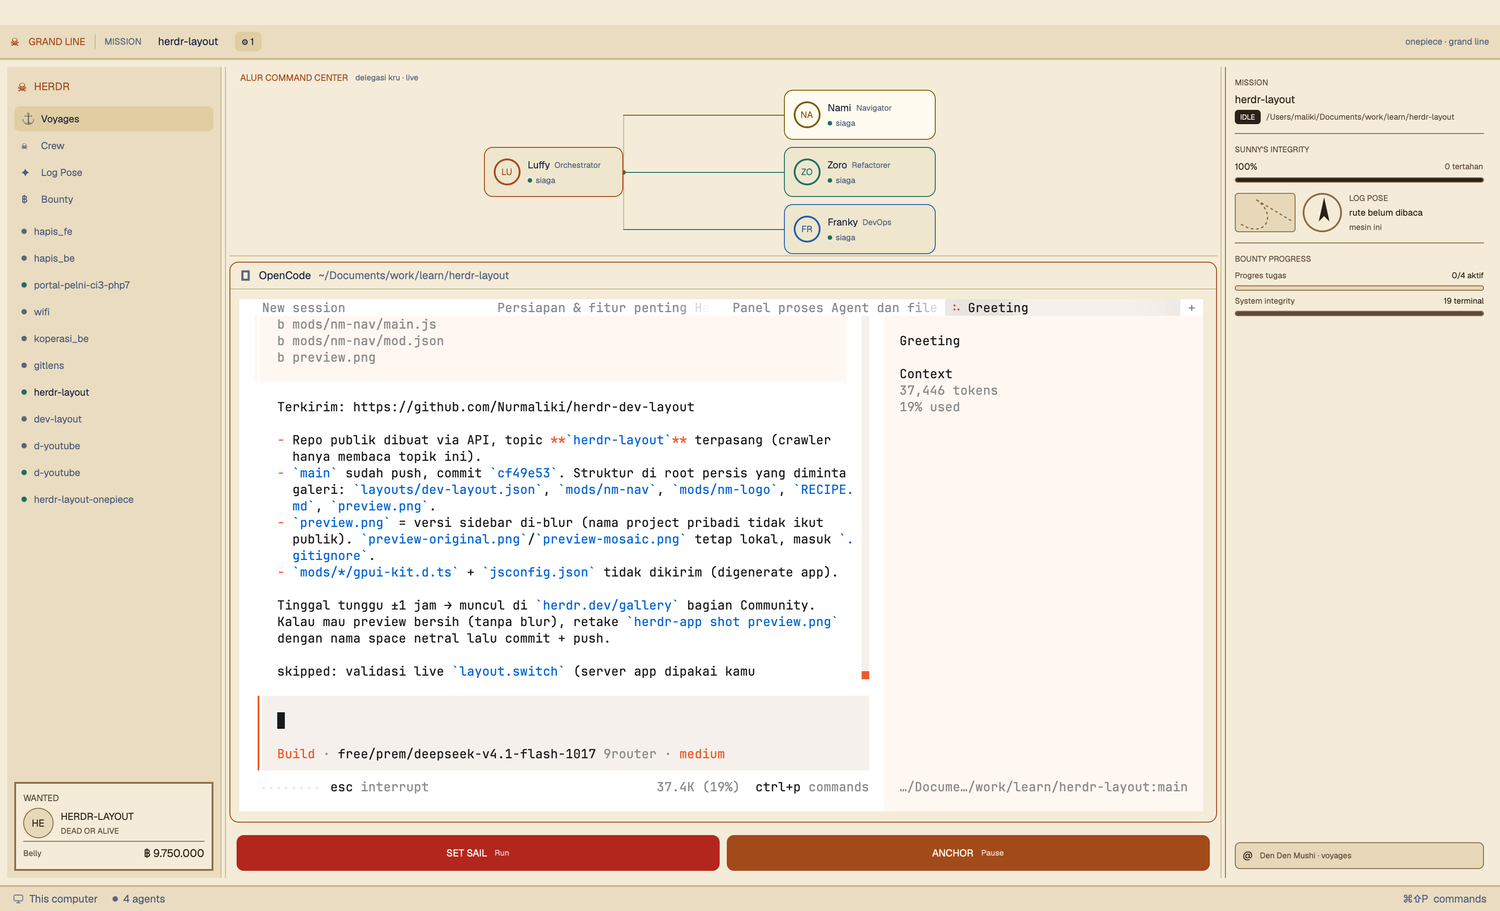 GRAND LINE MISSION herdr-layout 1
onepiece · grand line
HERDR
Voyages
Crew
Log Pose
Bounty
hapis_fe
hapis_be
portal-pelni-ci3-php7
wifi
koperasi_be
gitlens
herdr-layout
dev-layout
d-youtube
d-youtube
herdr-layout-onepiece
WANTED
HE
HERDR-LAYOUT
DEAD OR ALIVE
Belly ฿ 9.750.000
ALUR COMMAND CENTER delegasi kru · live
LU
Luffy Orchestrator
siaga
NA
Nami Navigator
siaga
ZO
Zoro Refactorer
siaga
FR
Franky DevOps
siaga
OpenCode ~/Documents/work/learn/herdr-layout
New session Persiapan & fitur penting He Panel proses Agent dan file Greeting +
b mods/nm-nav/main.js
b mods/nm-nav/mod.json
b preview.png
Terkirim: https://github.com/Nurmaliki/herdr-dev-layout
- Repo publik dibuat via API, topic **`herdr-layout`** terpasang (crawler
hanya membaca topik ini).
- `main` sudah push, commit `cf49e53`. Struktur di root persis yang diminta
galeri: `layouts/dev-layout.json`, `mods/nm-nav`, `mods/nm-logo`, `RECIPE.
md`, `preview.png`.
- `preview.png` = versi sidebar di-blur (nama project pribadi tidak ikut
publik). `preview-original.png`/`preview-mosaic.png` tetap lokal, masuk `.
gitignore`.
- `mods/*/gpui-kit.d.ts` + `jsconfig.json` tidak dikirim (digenerate app).
Tinggal tunggu ±1 jam → muncul di `herdr.dev/gallery` bagian Community.
Kalau mau preview bersih (tanpa blur), retake `herdr-app shot preview.png`
dengan nama space netral lalu commit + push.
skipped: validasi live `layout.switch` (server app dipakai kamu
Build · free/prem/deepseek-v4.1-flash-1017 9router · medium
esc interrupt 37.4K (19%) ctrl+p commands
Greeting
Context
37,446 tokens
19% used
…/Docume…/work/learn/herdr-layout:main
SET SAIL Run
ANCHOR Pause
MISSION
herdr-layout
IDLE /Users/maliki/Documents/work/learn/herdr-layout
SUNNY'S INTEGRITY
100% 0 tertahan
LOG POSE
rute belum dibaca
mesin ini
BOUNTY PROGRESS
Progres tugas 0/4 aktif
System integrity 19 terminal
@ Den Den Mushi · voyages
This computer 4 agents
⌘⇧P commands